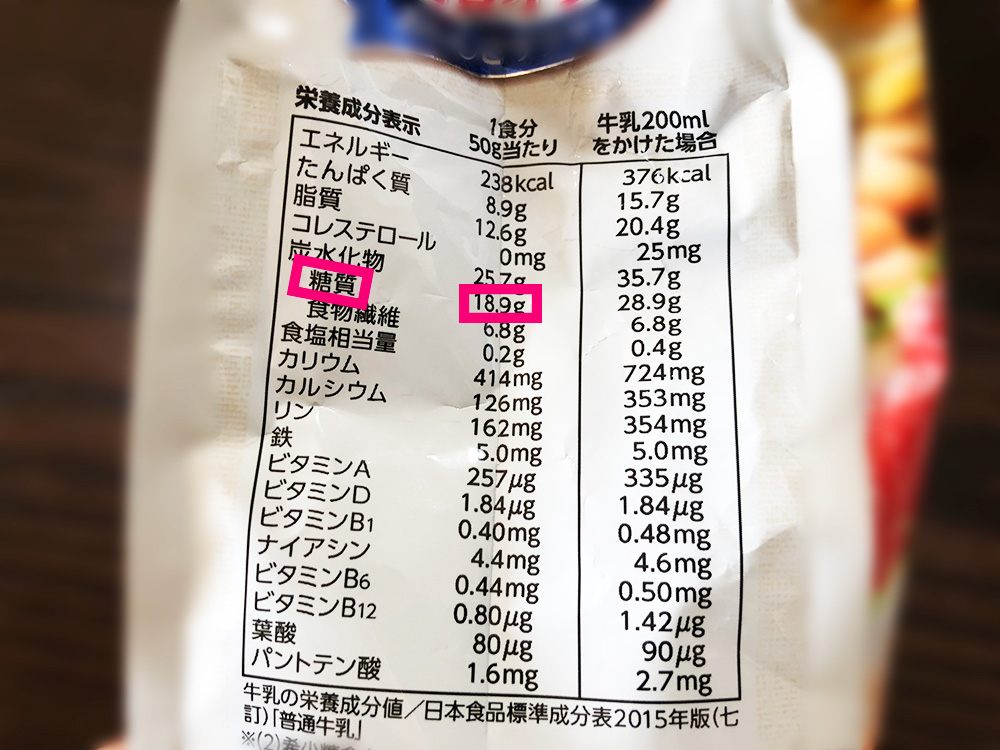 栄養成分表示 1食分 50g当たり 牛乳200ml をかけた場合
エネルギー 238kcal 376kcal
たんぱく質 8.9g 15.7g
脂質 12.6g 20.4g
コレステロール 0mg 25mg
炭水化物 25.7g 35.7g
糖質 18.9g 28.9g
食物繊維 6.8g 6.8g
食塩相当量 0.2g 0.4g
カリウム 414mg 724mg
カルシウム 126mg 353mg
リン 162mg 354mg
鉄 5.0mg 5.0mg
ビタミンA 257μg 335μg
ビタミンD 1.84μg 1.84μg
ビタミンB1 0.40mg 0.48mg
ナイアシン 4.4mg 4.6mg
ビタミンB6 0.44mg 0.50mg
ビタミンB12 0.80μg 1.42μg
葉酸 80μg 90μg
パントテン酸 1.6mg 2.7mg
牛乳の栄養成分値／日本食品標準成分表2015年版(七
訂)「普通牛乳」